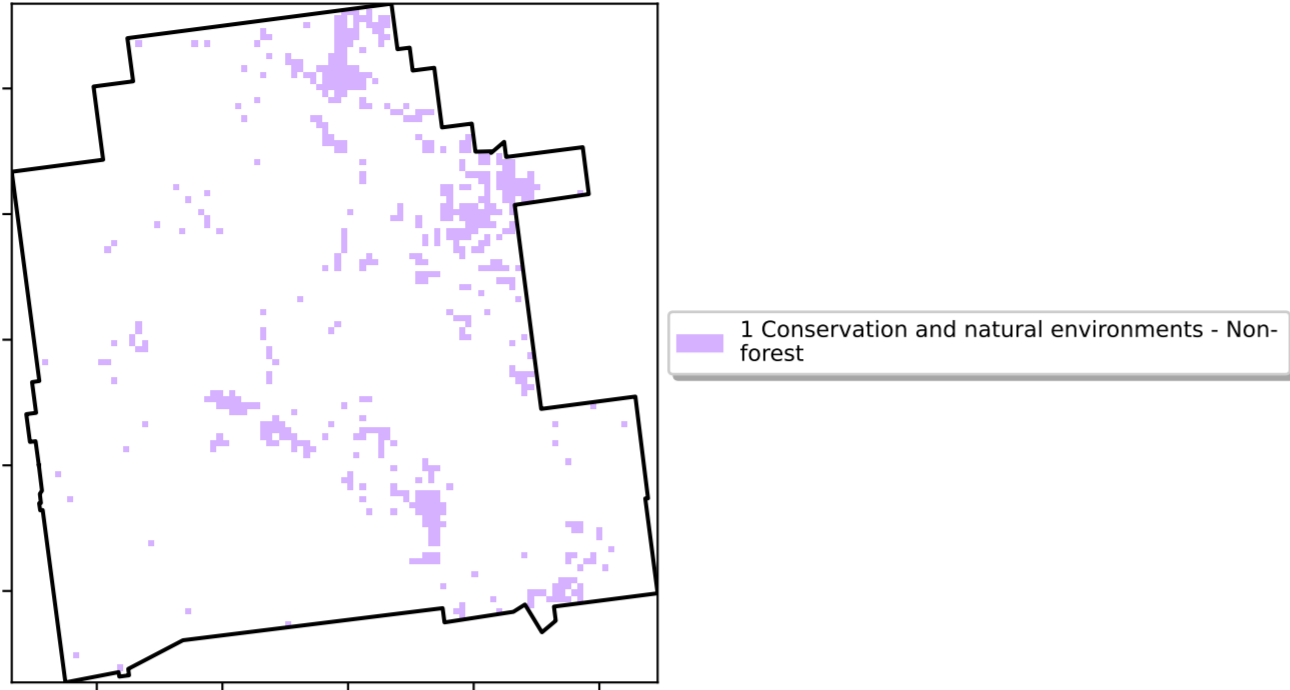 1 Conservation and natural environments - Non-
forest